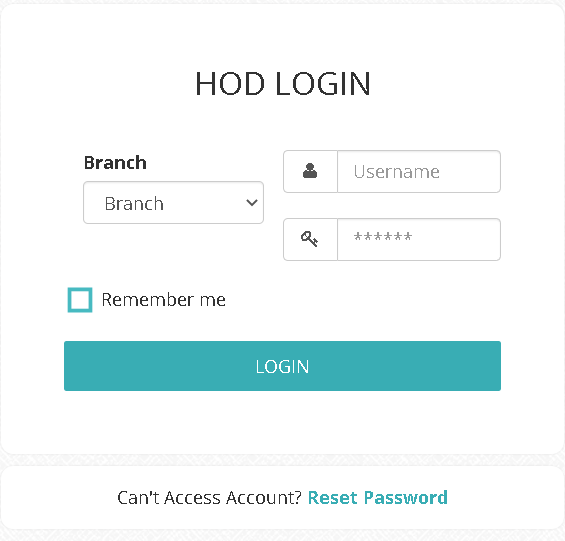 HOD LOGIN
Branch
Branch
Username
******
Remember me
LOGIN
Can't Access Account? Reset Password